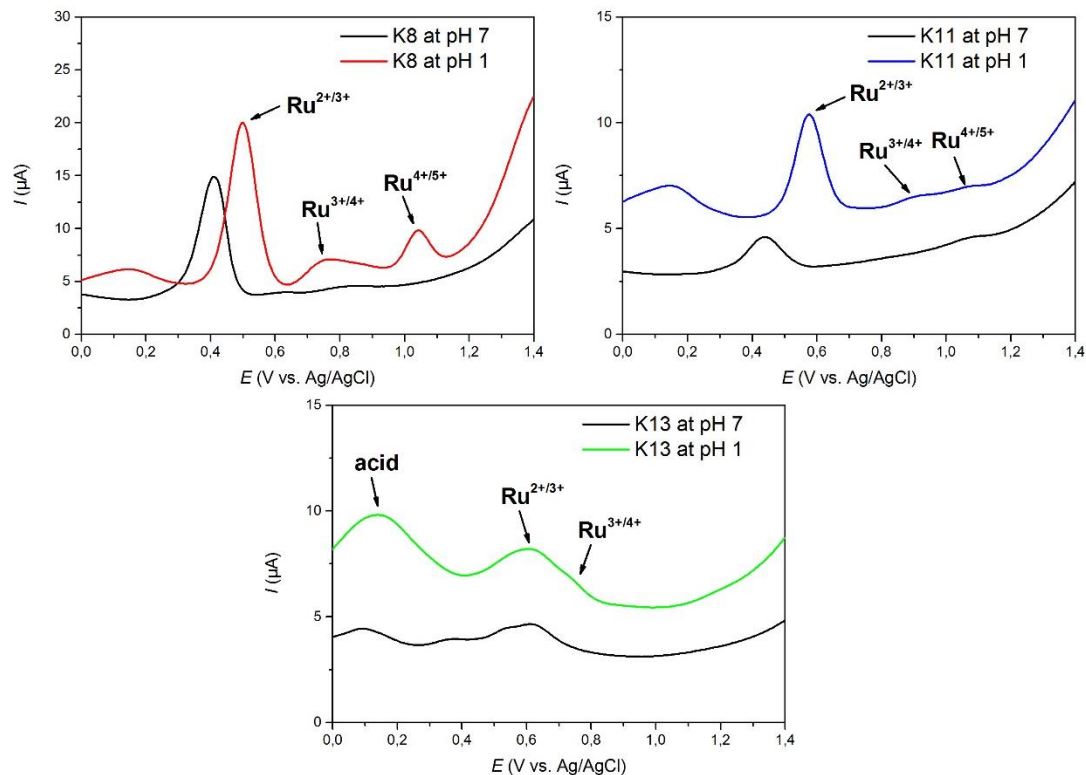 30
25
20
15
10
5
0
I (µA)
K8 at pH 7
K8 at pH 1
Ru2+/3+
Ru3+/4+
Ru4+/5+
0,0 0,2 0,4 0,6 0,8 1,0 1,2 1,4
E (V vs. Ag/AgCl)
15
10
5
0
I (µA)
K11 at pH 7
K11 at pH 1
Ru2+/3+
Ru3+/4+
Ru4+/5+
0,0 0,2 0,4 0,6 0,8 1,0 1,2 1,4
E (V vs. Ag/AgCl)
15
10
5
0
I (µA)
K13 at pH 7
K13 at pH 1
acid
Ru2+/3+
Ru3+/4+
0,0 0,2 0,4 0,6 0,8 1,0 1,2 1,4
E (V vs. Ag/AgCl)